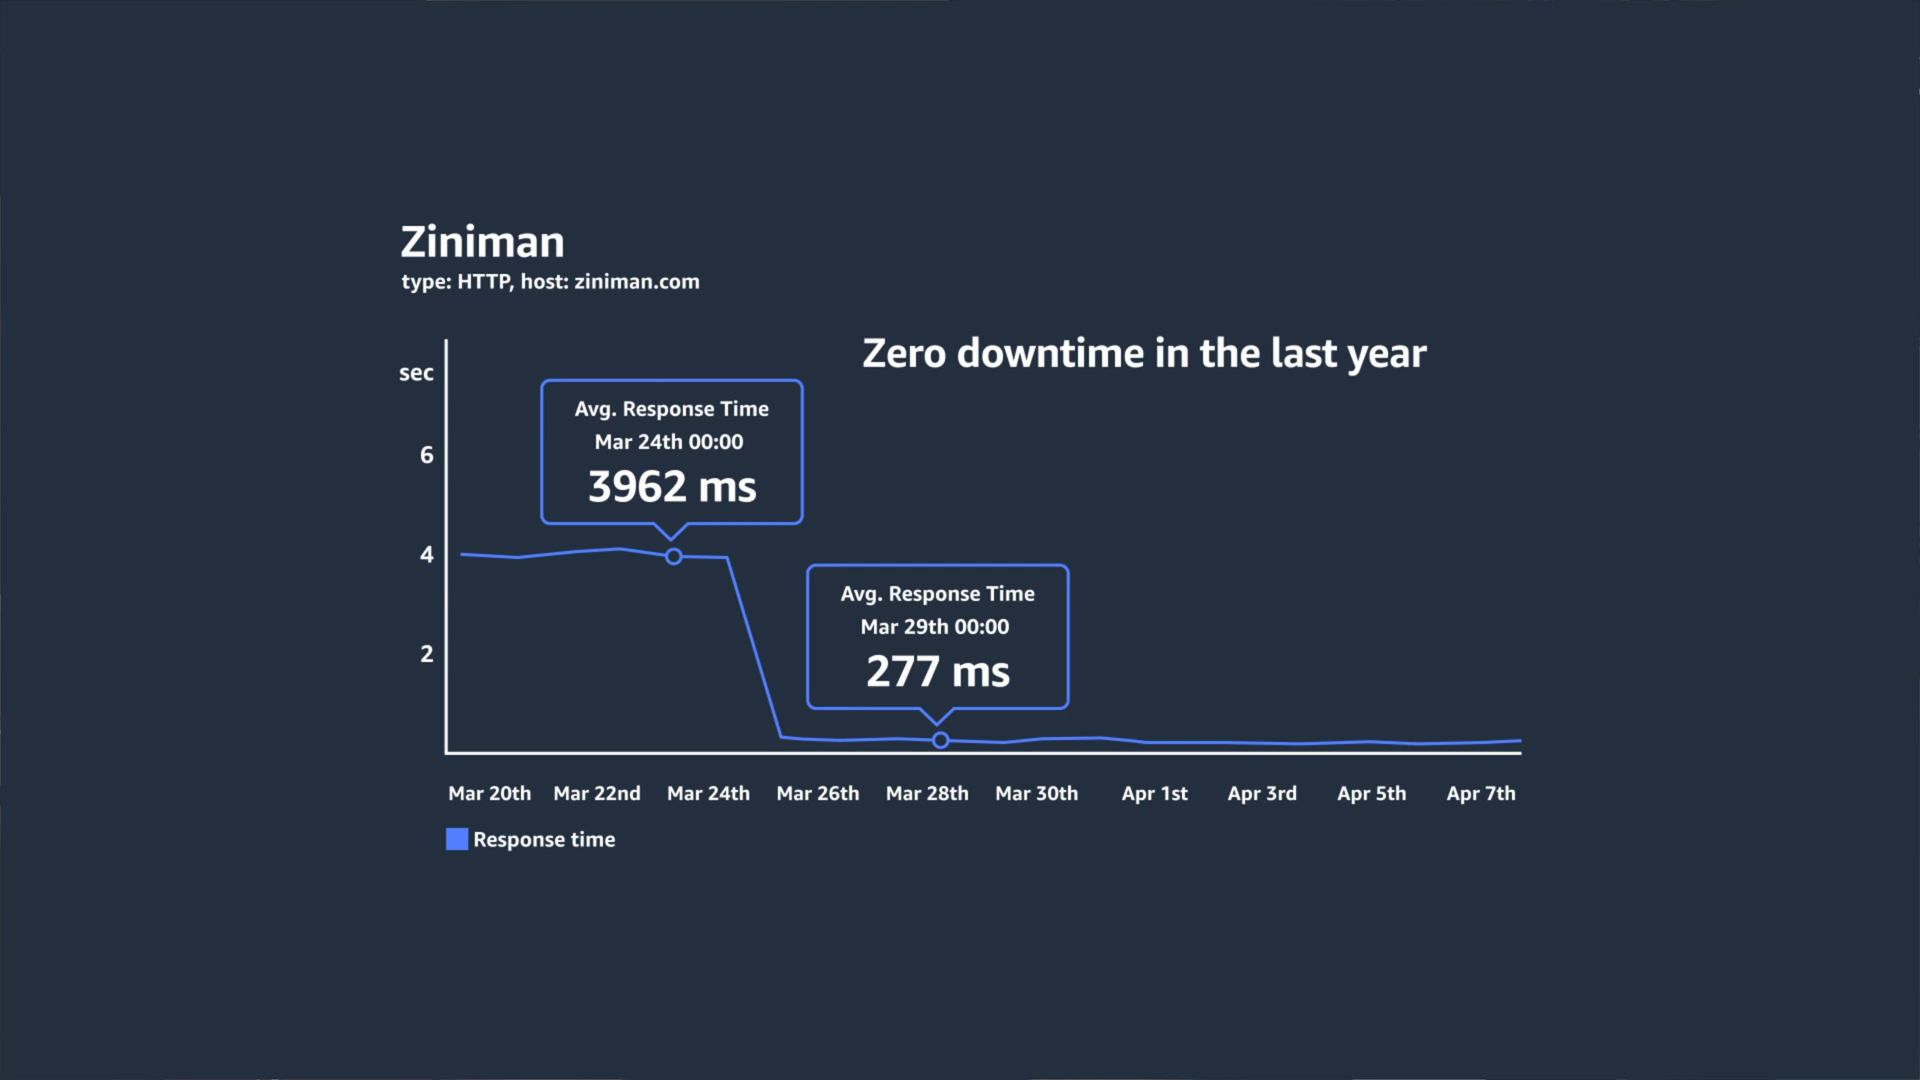 Ziniman
type: HTTP, host: ziniman.com
Zero downtime in the last year
sec
6
4
2
Avg. Response Time
Mar 24th 00:00
3962 ms
Avg. Response Time
Mar 29th 00:00
277 ms
Mar 20th Mar 22nd Mar 24th Mar 26th Mar 28th Mar 30th Apr 1st Apr 3rd Apr 5th Apr 7th
Response time